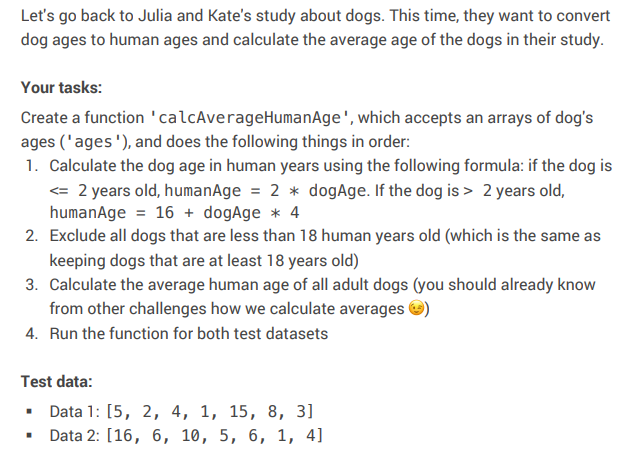 Let's go back to Julia and Kate's study about dogs. This time, they want to convert
dog ages to human ages and calculate the average age of the dogs in their study.
Your tasks:
Create a function 'calcAverageHumanAge', which accepts an arrays of dog's
ages ('ages'), and does the following things in order:
1. Calculate the dog age in human years using the following formula: if the dog is
<= 2 years old, humanAge = 2 * dogAge. If the dog is > 2 years old,
humanAge = 16 + dogAge * 4
2. Exclude all dogs that are less than 18 human years old (which is the same as
keeping dogs that are at least 18 years old)
3. Calculate the average human age of all adult dogs (you should already know
from other challenges how we calculate averages 😉)
4. Run the function for both test datasets
Test data:
▪ Data 1: [5, 2, 4, 1, 15, 8, 3]
▪ Data 2: [16, 6, 10, 5, 6, 1, 4]